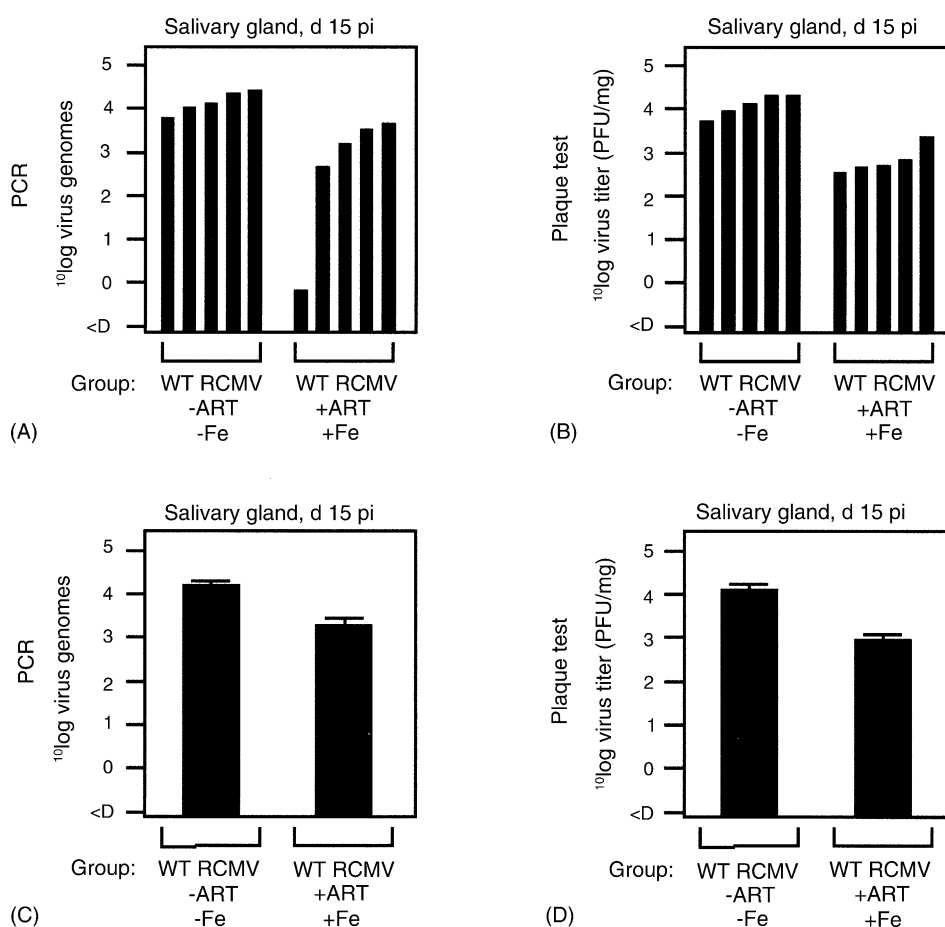 Salivary gland, d 15 pi
PCR
¹⁰log virus genomes
5
4
3
2
1
0
<D
Group:
WT RCMV
-ART
-Fe
WT RCMV
+ART
+Fe
(A)
Salivary gland, d 15 pi
Plaque test
¹⁰log virus titer (PFU/mg)
5
4
3
2
1
0
<D
Group:
WT RCMV
-ART
-Fe
WT RCMV
+ART
+Fe
(B)
Salivary gland, d 15 pi
PCR
¹⁰log virus genomes
5
4
3
2
1
0
<D
Group:
WT RCMV
-ART
-Fe
WT RCMV
+ART
+Fe
(C)
Salivary gland, d 15 pi
Plaque test
¹⁰log virus titer (PFU/mg)
5
4
3
2
1
0
<D
Group:
WT RCMV
-ART
-Fe
WT RCMV
+ART
+Fe
(D)